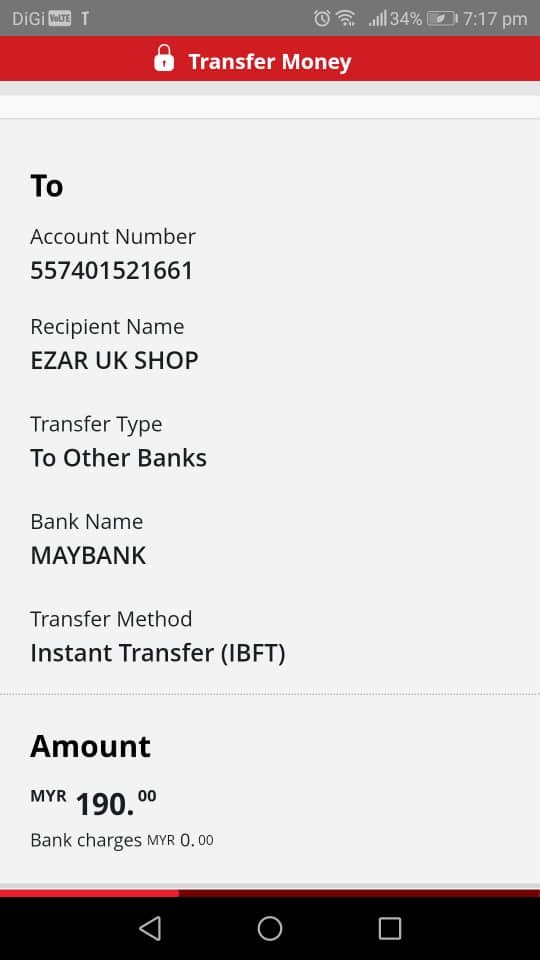 DiGi VoLTE T 34% 7:17 pm
Transfer Money
To
Account Number
557401521661
Recipient Name
EZAR UK SHOP
Transfer Type
To Other Banks
Bank Name
MAYBANK
Transfer Method
Instant Transfer (IBFT)
Amount
MYR 190.00
Bank charges MYR 0.00